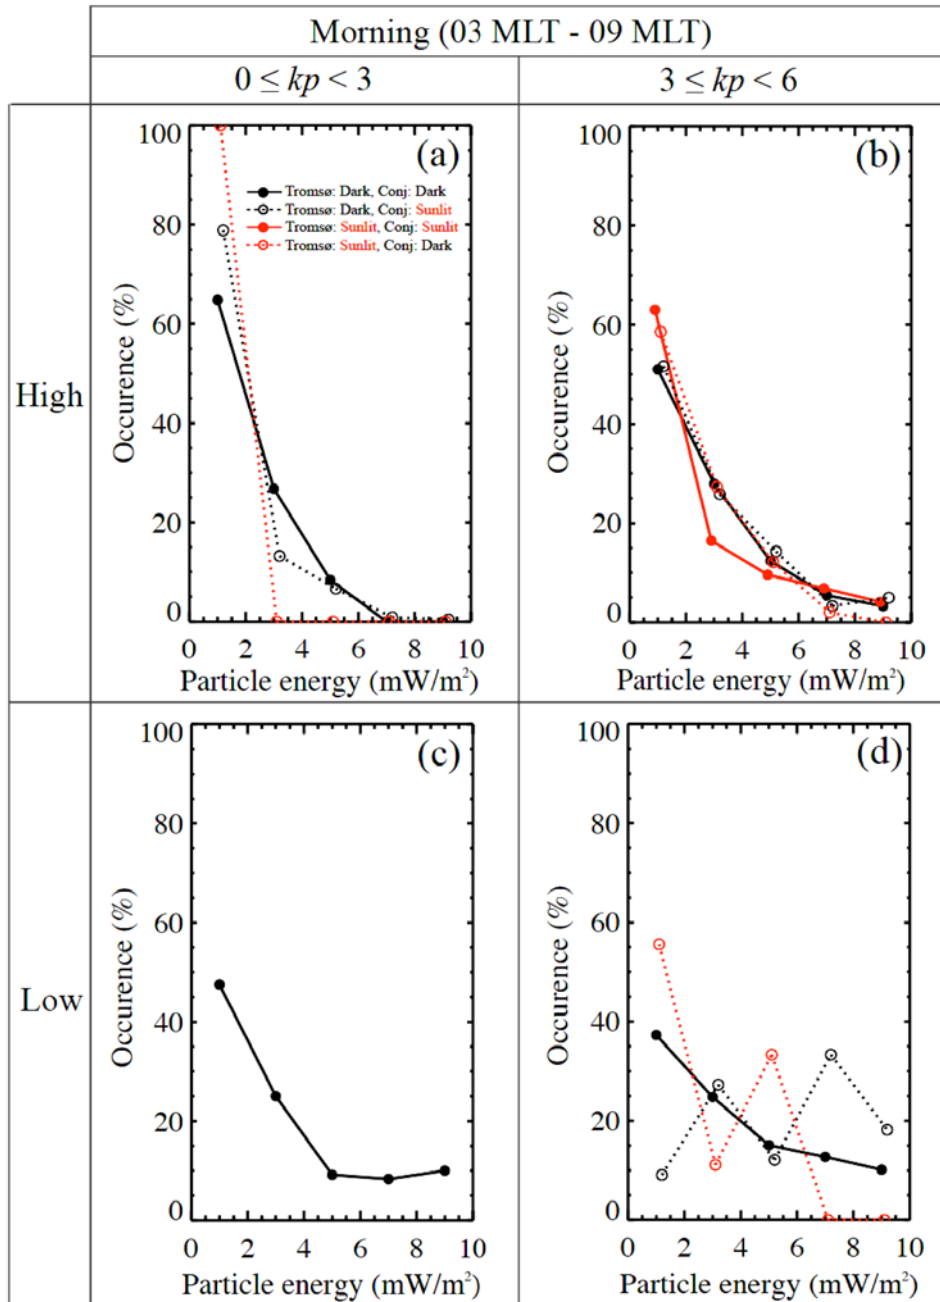 Morning (03 MLT - 09 MLT)
0 ≤ kp < 3
3 ≤ kp < 6
High
(a)
Tromsø: Dark, Conj: Dark
Tromsø: Dark, Conj: Sunlit
Tromsø: Sunlit, Conj: Sunlit
Tromsø: Sunlit, Conj: Dark
Occurence (%)
100
80
60
40
20
0
0 2 4 6 8 10
Particle energy (mW/m²)
(b)
Occurence (%)
100
80
60
40
20
0
0 2 4 6 8 10
Particle energy (mW/m²)
Low
(c)
Occurence (%)
100
80
60
40
20
0
0 2 4 6 8 10
Particle energy (mW/m²)
(d)
Occurence (%)
100
80
60
40
20
0
0 2 4 6 8 10
Particle energy (mW/m²)